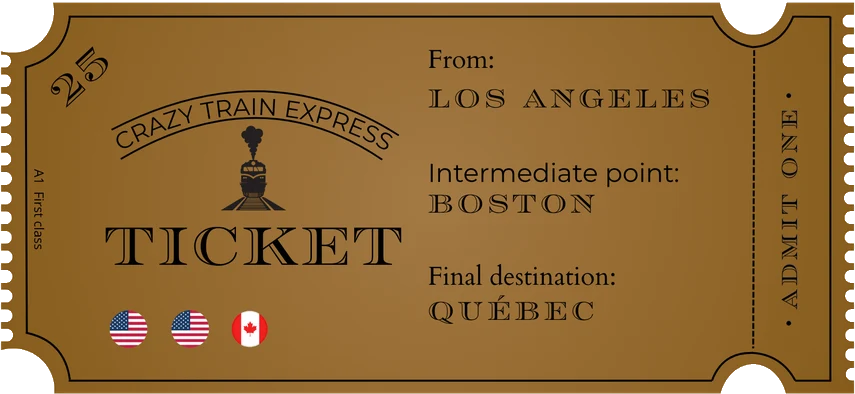 25
CRAZY TRAIN EXPRESS
A1 First class
TICKET
From:
LOS ANGELES
Intermediate point:
BOSTON
Final destination:
QUÉBEC
• ADMIT ONE •